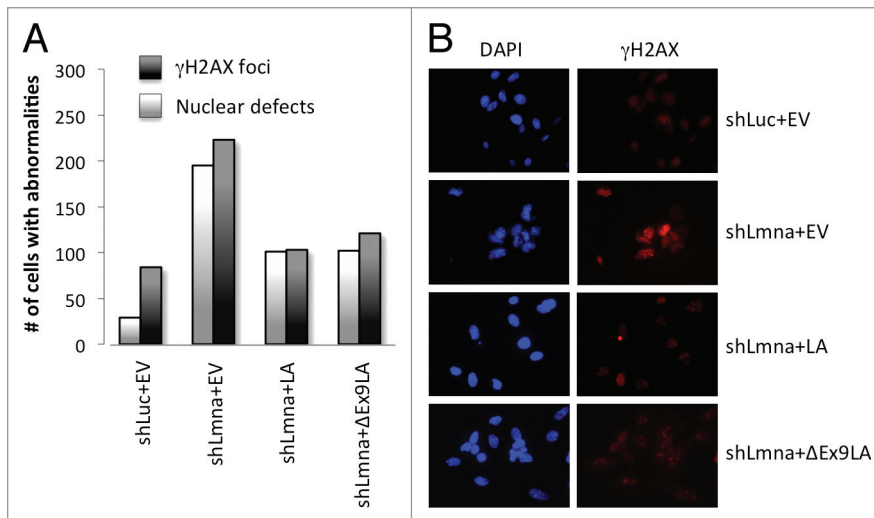 A
300
250
200
150
100
50
0
# of cells with abnormalities
γH2AX foci
Nuclear defects
shLuc+EV
shLmna+EV
shLmna+LA
shLmna+ΔEx9LA
B
DAPI
γH2AX
shLuc+EV
shLmna+EV
shLmna+LA
shLmna+ΔEx9LA